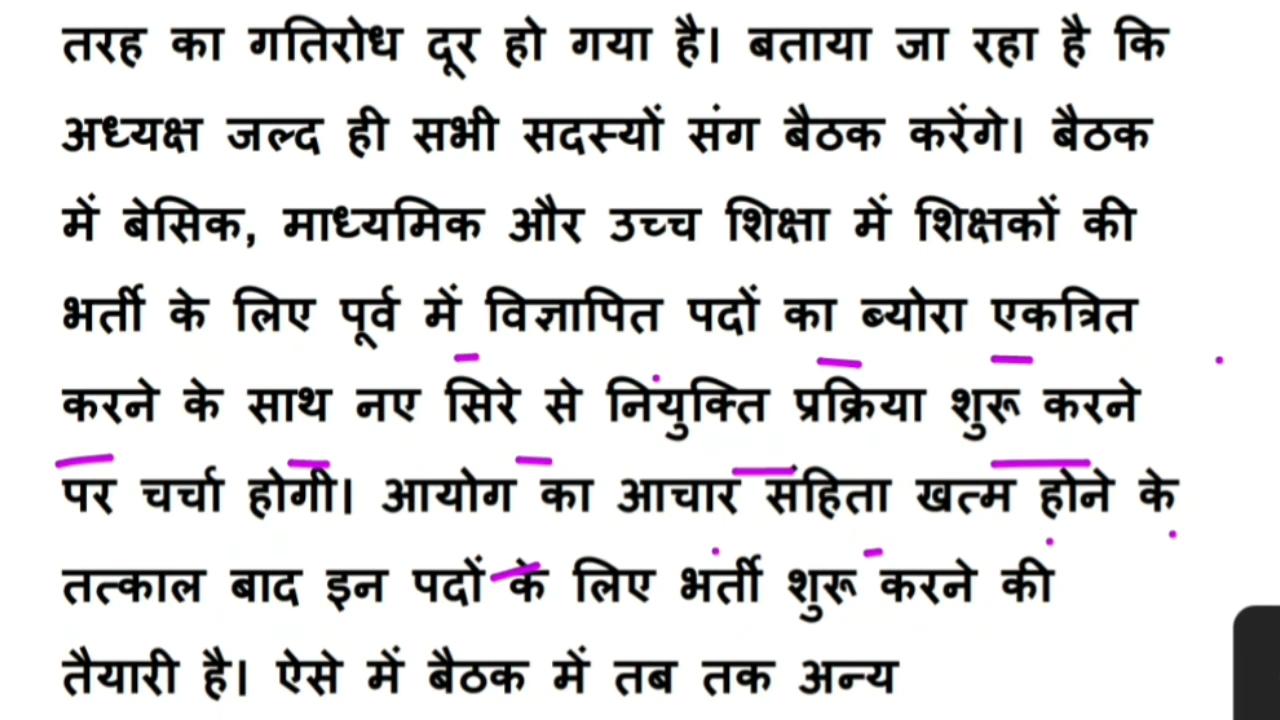 तरह का गतिरोध दूर हो गया है। बताया जा रहा है कि
अध्यक्ष जल्द ही सभी सदस्यों संग बैठक करेंगे। बैठक
में बेसिक, माध्यमिक और उच्च शिक्षा में शिक्षकों की
भर्ती के लिए पूर्व में विज्ञापित पदों का ब्योरा एकत्रित
करने के साथ नए सिरे से नियुक्ति प्रक्रिया शुरू करने
पर चर्चा होगी। आयोग का आचार संहिता खत्म होने के
तत्काल बाद इन पदों के लिए भर्ती शुरू करने की
तैयारी है। ऐसे में बैठक में तब तक अन्य